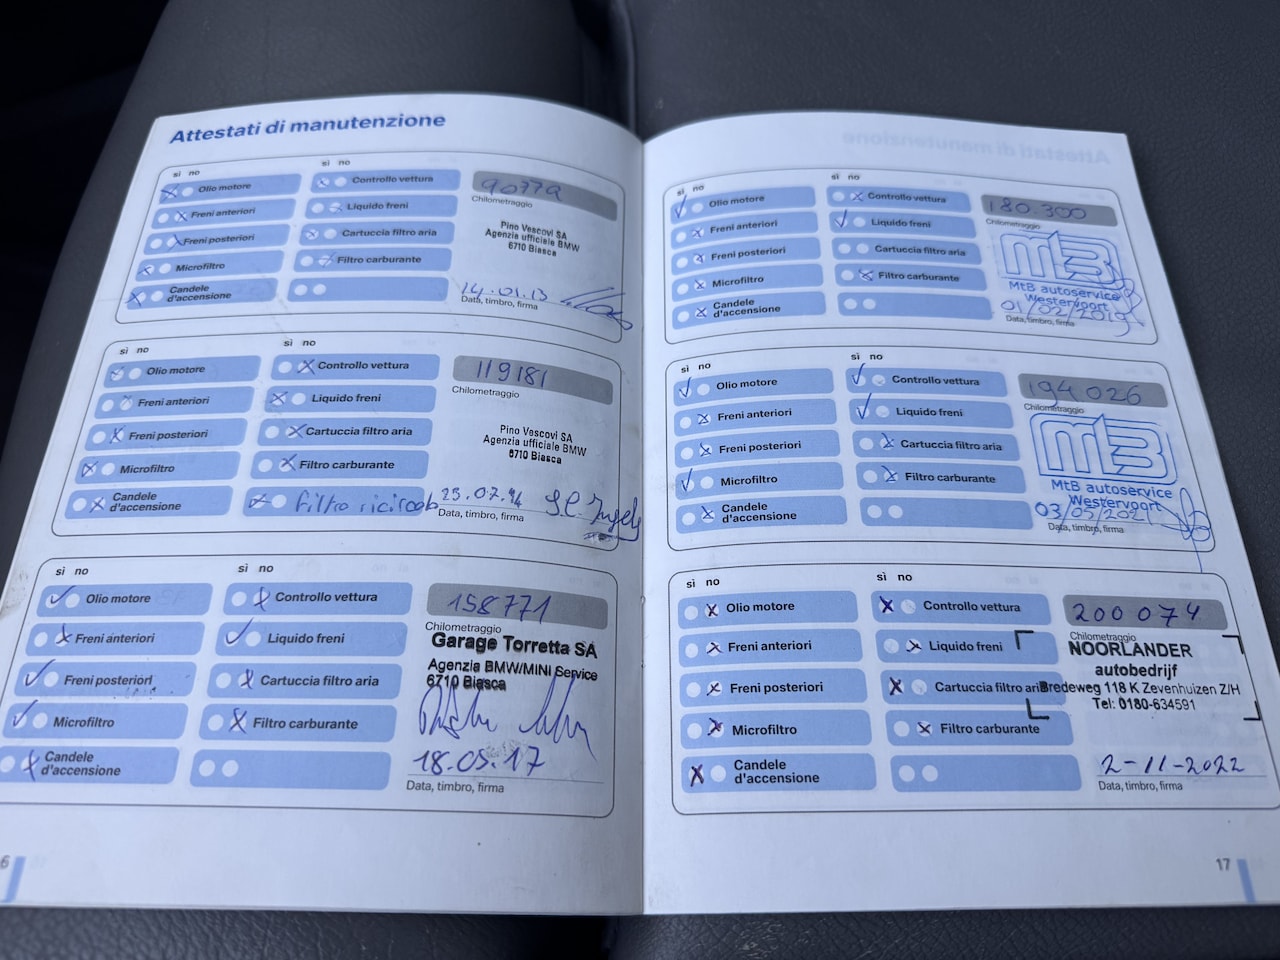 Attestati di manutenzione
sì no
sì no
Olio motore
Controllo vettura
Freni anteriori
Liquido freni
Freni posteriori
Cartuccia filtro aria
Microfiltro
Filtro carburante
Candele
d'accensione
90779
Chilometraggio
Pino Vescovi SA
Agenzia ufficiale BMW
6710 Biasca
14.01.13
Data, timbro, firma
sì no
sì no
Olio motore
Controllo vettura
Freni anteriori
Liquido freni
Freni posteriori
Cartuccia filtro aria
Microfiltro
Filtro carburante
Candele
d'accensione
filtro
119181
Chilometraggio
Pino Vescovi SA
Agenzia ufficiale BMW
6710 Biasca
Data, timbro, firma
sì no
sì no
Olio motore
Controllo vettura
Freni anteriori
Liquido freni
Freni posteriori
Cartuccia filtro aria
Microfiltro
Filtro carburante
Candele
d'accensione
158771
Chilometraggio
Garage Torretta SA
Agenzia BMW/MINI Service
6710 Biasca
18.05.17
Data, timbro, firma
6
sì no
sì no
Olio motore
Controllo vettura
Freni anteriori
Liquido freni
Freni posteriori
Cartuccia filtro aria
Microfiltro
Filtro carburante
Candele
d'accensione
180.300
Chilometraggio
MtB
MtB autoservice
Westervoort
01/02/2019
Data, timbro, firma
sì no
sì no
Olio motore
Controllo vettura
Freni anteriori
Liquido freni
Freni posteriori
Cartuccia filtro aria
Microfiltro
Filtro carburante
Candele
d'accensione
194026
Chilometraggio
MtB
MtB autoservice
Westervoort
03/02/2021
Data, timbro, firma
sì no
sì no
Olio motore
Controllo vettura
Freni anteriori
Liquido freni
Freni posteriori
Cartuccia filtro aria
Microfiltro
Filtro carburante
Candele
d'accensione
200074
Chilometraggio
NOORLANDER
autobedrijf
Bredeweg 118 K Zevenhuizen Z/H
Tel: 0180-634591
2-11-2022
Data, timbro, firma
17